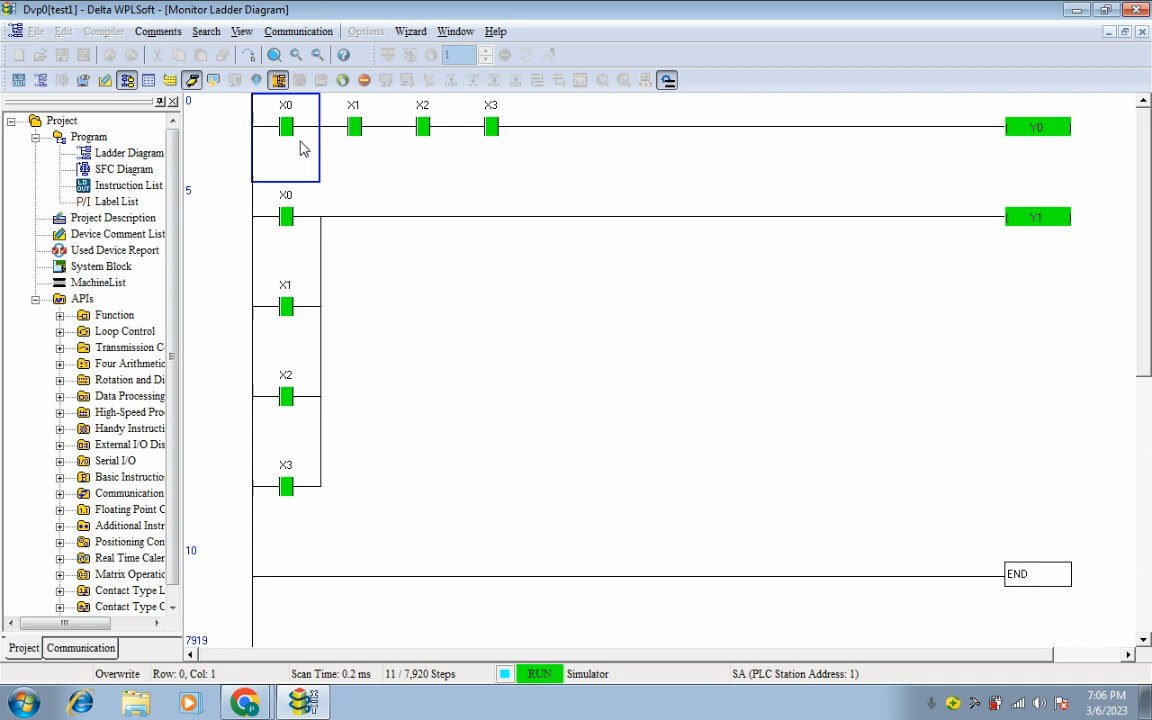 Dvp0[test1] - Delta WPLSoft - [Monitor Ladder Diagram]
File Edit Compiler Comments Search View Communication Options Wizard Window Help
1
Project
Program
Ladder Diagram
SFC Diagram
Instruction List
P/I Label List
Project Description
Device Comment List
Used Device Report
System Block
MachineList
APIs
Function
Loop Control
Transmission C
Four Arithmetic
Rotation and Di
Data Processing
High-Speed Pro
Handy Instructi
External I/O Dis
Serial I/O
Basic Instructio
Communication
Floating Point C
Additional Instr
Positioning Con
Real Time Caler
Matrix Operatio
Contact Type L
Contact Type C
Project Communication
0
X0 X1 X2 X3
Y0
5
X0
Y1
X1
X2
X3
10
END
7919
Overwrite Row: 0, Col: 1 Scan Time: 0.2 ms 11 / 7,920 Steps RUN Simulator SA (PLC Station Address: 1)
7:06 PM
3/6/2023